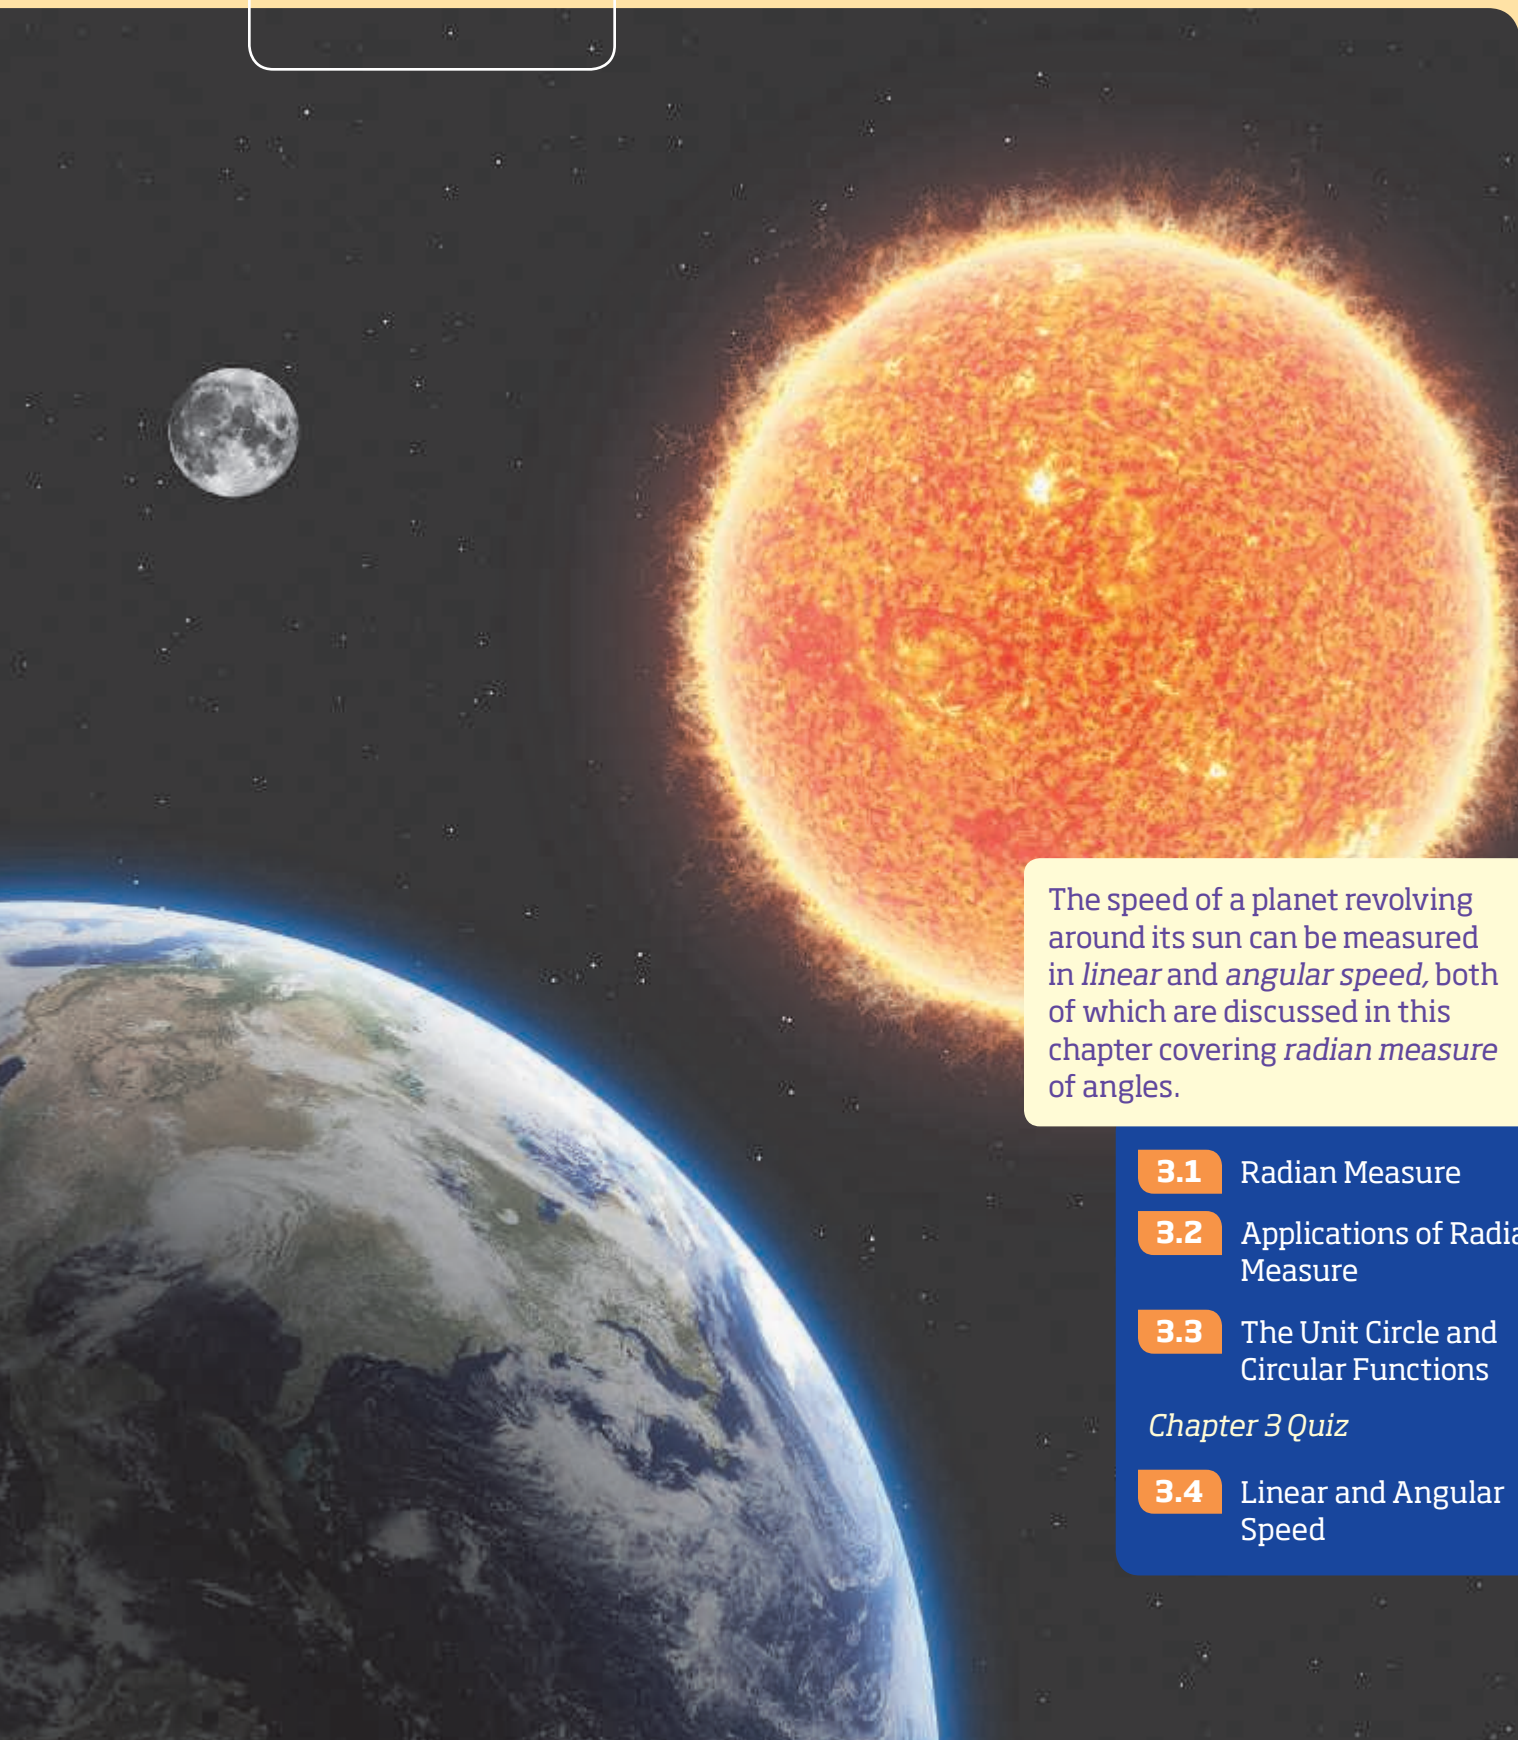 The speed of a planet revolving
around its sun can be measured
in linear and angular speed, both
of which are discussed in this
chapter covering radian measure
of angles.
3.1 Radian Measure
3.2 Applications of
Measure
3.3 The Unit Circle and
Circular Functions
Chapter 3 Quiz
3.4 Linear and Angular
Speed